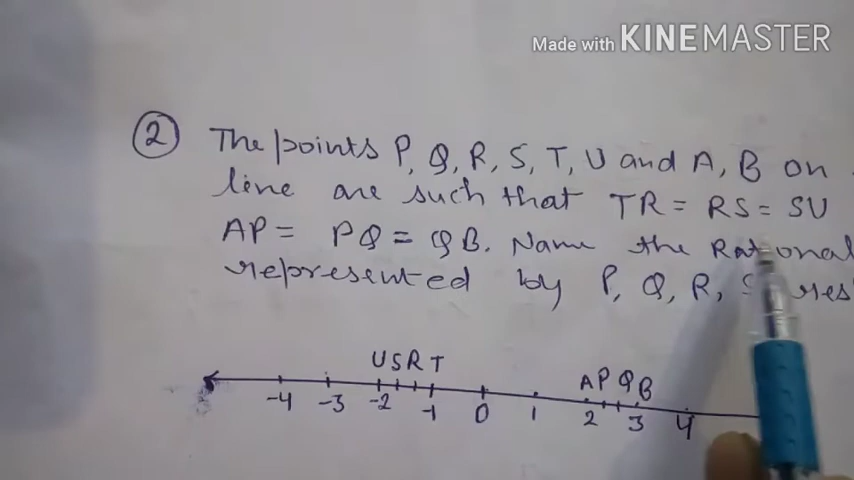 Made with KINEMASTER
② The points P, Q, R, S, T, U and A, B on
line are such that TR = RS = SU
AP = PQ = QB. Name the Rational
represented by P, Q, R, S
U S R T A P Q B
-4 -3 -2 -1 0 1 2 3 4